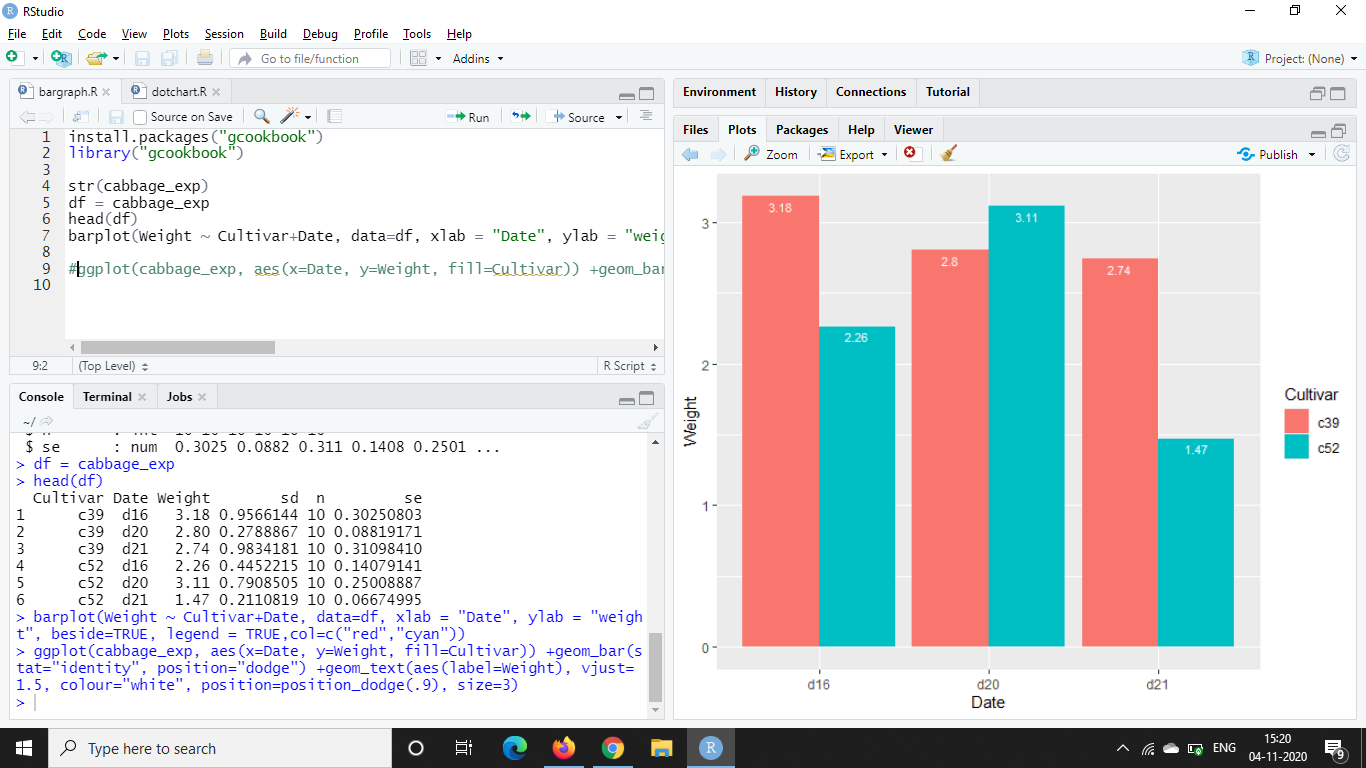 RStudio
File Edit Code View Plots Session Build Debug Profile Tools Help
Go to file/function Addins Project: (None)
bargraph.R dotchart.R
Source on Save Run Source
1 install.packages("gcookbook")
2 library("gcookbook")
3
4 str(cabbage_exp)
5 df = cabbage_exp
6 head(df)
7 barplot(Weight ~ Cultivar+Date, data=df, xlab = "Date", ylab = "weig
8
9 #ggplot(cabbage_exp, aes(x=Date, y=Weight, fill=Cultivar)) +geom_bar
10
9:2 (Top Level) R Script
Console Terminal Jobs
~/
$ se : num 0.3025 0.0882 0.311 0.1408 0.2501 ...
> df = cabbage_exp
> head(df)
Cultivar Date Weight sd n se
1 c39 d16 3.18 0.9566144 10 0.30250803
2 c39 d20 2.80 0.2788867 10 0.08819171
3 c39 d21 2.74 0.9834181 10 0.31098410
4 c52 d16 2.26 0.4452215 10 0.14079141
5 c52 d20 3.11 0.7908505 10 0.25008887
6 c52 d21 1.47 0.2110819 10 0.06674995
> barplot(Weight ~ Cultivar+Date, data=df, xlab = "Date", ylab = "weigh
t", beside=TRUE, legend = TRUE,col=c("red","cyan"))
> ggplot(cabbage_exp, aes(x=Date, y=Weight, fill=Cultivar)) +geom_bar(s
tat="identity", position="dodge") +geom_text(aes(label=Weight), vjust=
1.5, colour="white", position=position_dodge(.9), size=3)
>
Environment History Connections Tutorial
Files Plots Packages Help Viewer
Zoom Export Publish
3.18
3.11
3
2.8
2.74
2.26
2
Weight
1.47
1
0
d16 d20 d21
Date
Cultivar
c39
c52
Type here to search
ENG
15:20
04-11-2020
9